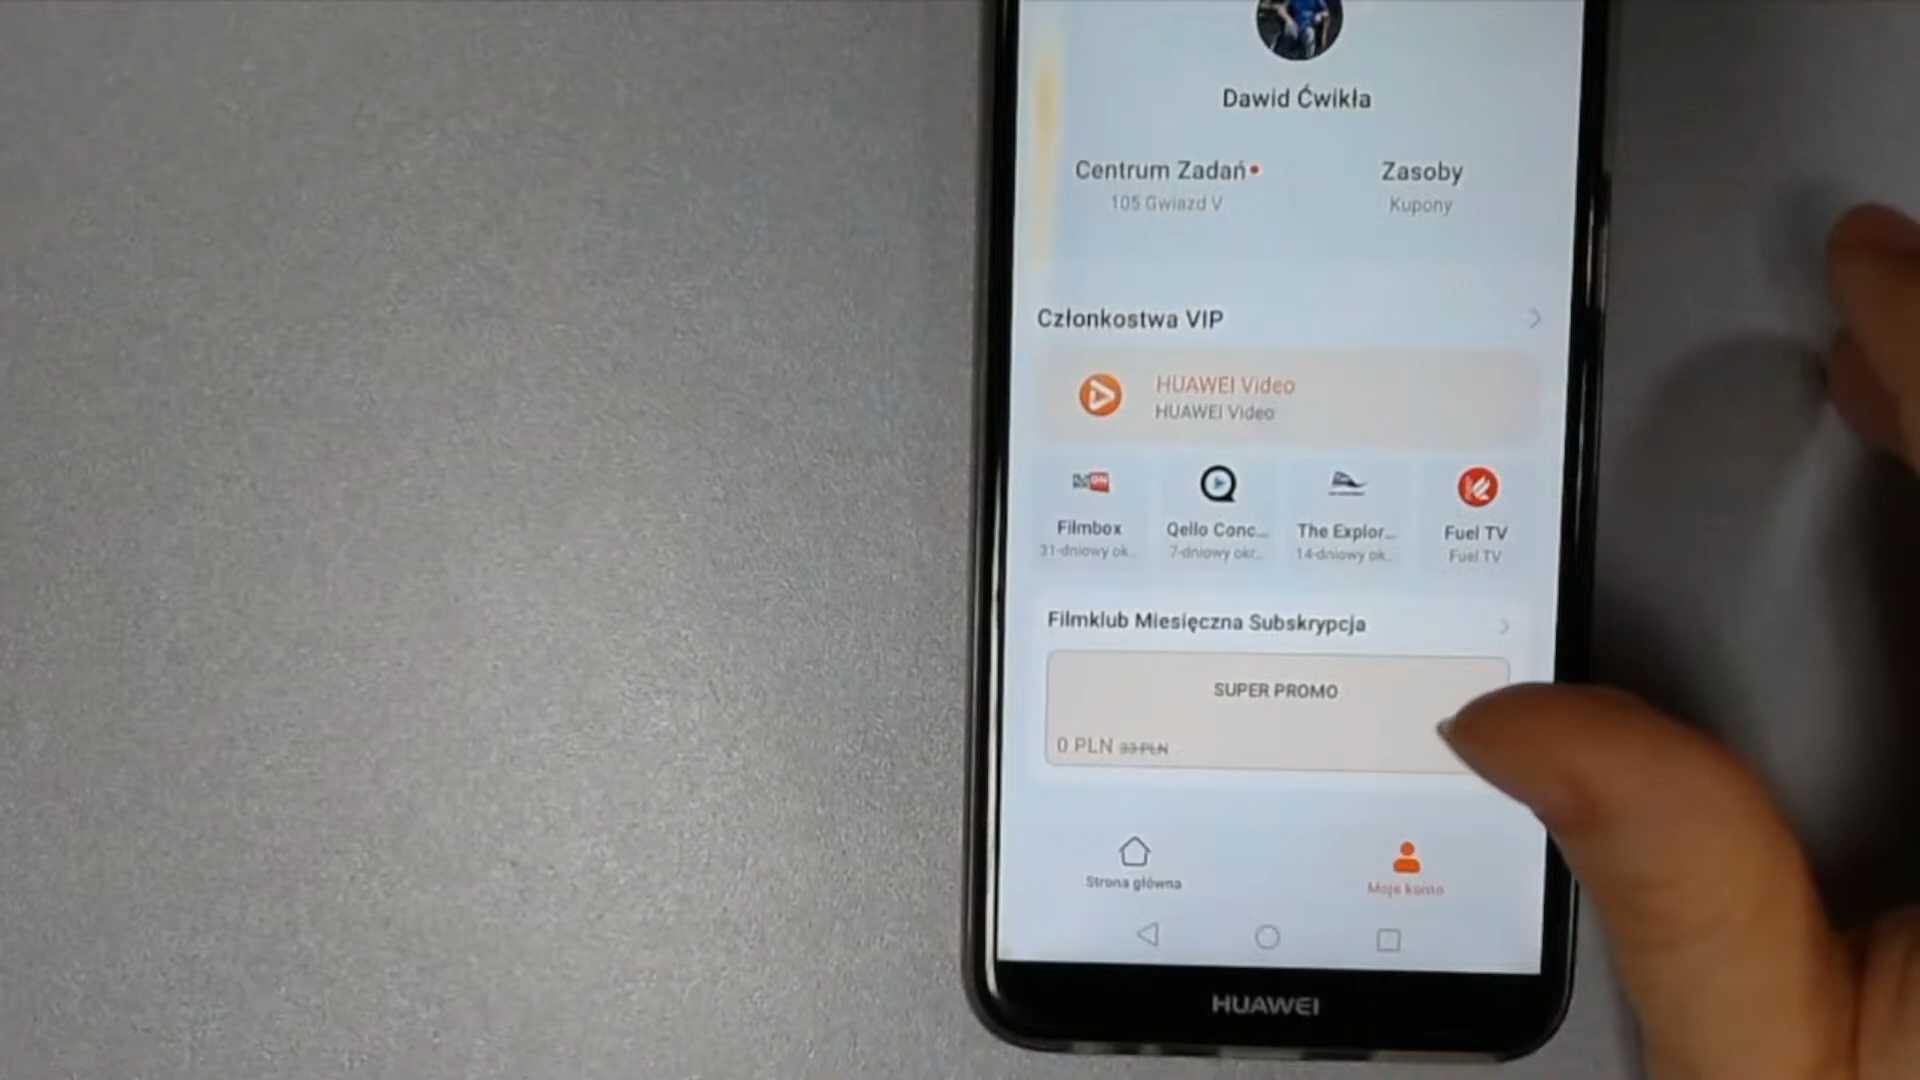 Dawid Ćwikła
Centrum Zadań
105 Gwiazd V
Zasoby
Kupony
Członkostwa VIP
HUAWEI Video
HUAWEI Video
Filmbox
31-dniowy ok...
Qello Conc...
7-dniowy okr...
The Explor...
14-dniowy ok...
Fuel TV
Fuel TV
Filmklub Miesięczna Subskrypcja
SUPER PROMO
0 PLN 33 PLN
Strona główna
Moje konto
HUAWEI